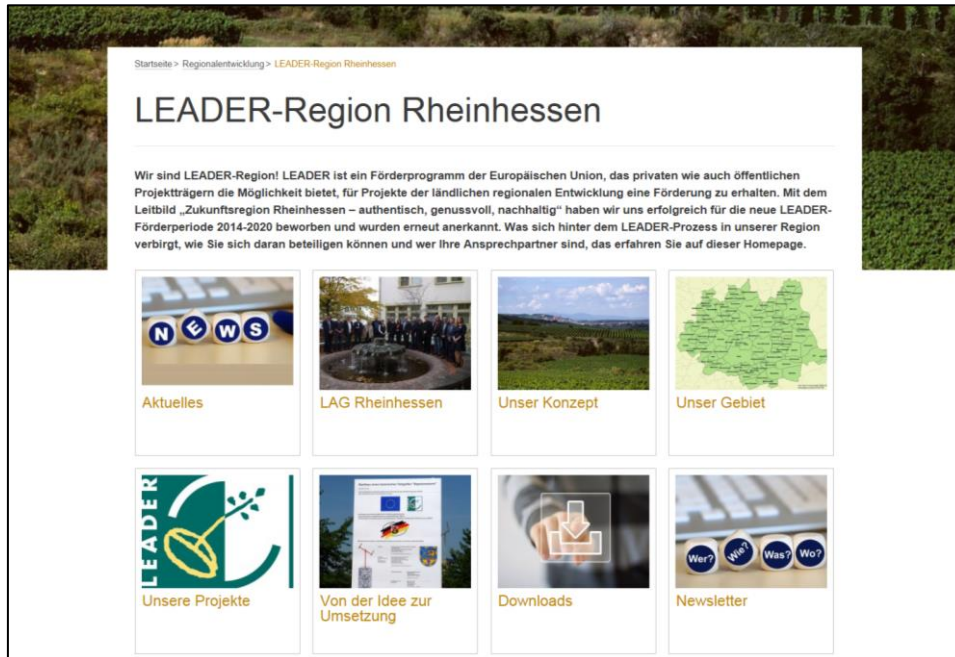 Startseite > Regionalentwicklung > LEADER-Region Rheinhessen
LEADER-Region Rheinhessen
Wir sind LEADER-Region! LEADER ist ein Förderprogramm der Europäischen Union, das privaten wie auch öffentlichen
Projektträgern die Möglichkeit bietet, für Projekte der ländlichen regionalen Entwicklung eine Förderung zu erhalten. Mit dem
Leitbild „Zukunftsregion Rheinhessen – authentisch, genussvoll, nachhaltig“ haben wir uns erfolgreich für die neue LEADER-
Förderperiode 2014-2020 beworben und wurden erneut anerkannt. Was sich hinter dem LEADER-Prozess in unserer Region
verbirgt, wie Sie sich daran beteiligen können und wer Ihre Ansprechpartner sind, das erfahren Sie auf dieser Homepage.
NEWS
Aktuelles
LAG Rheinhessen
Unser Konzept
Unser Gebiet
LEADER
Unsere Projekte
Von der Idee zur
Umsetzung
Downloads
Wer? Wie? Was? Wo?
Newsletter